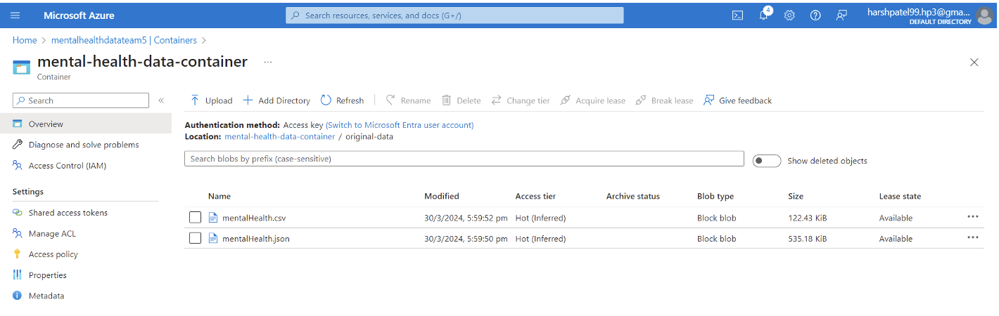 Microsoft Azure
Search resources, services, and docs (G+/)
4
harshpatel99.hp3@gma...
DEFAULT DIRECTORY
Home > mentalhealthdatateam5 | Containers >
mental-health-data-container ...
Container
Search «
Upload Add Directory Refresh Rename Delete Change tier Acquire lease Break lease Give feedback
Overview
Diagnose and solve problems
Access Control (IAM)
Settings
Shared access tokens
Manage ACL
Access policy
Properties
Metadata
Authentication method: Access key (Switch to Microsoft Entra user account)
Location: mental-health-data-container / original-data
Search blobs by prefix (case-sensitive)
Show deleted objects
Name Modified Access tier Archive status Blob type Size Lease state
mentalHealth.csv 30/3/2024, 5:59:52 pm Hot (Inferred) Block blob 122.43 KiB Available ...
mentalHealth.json 30/3/2024, 5:59:50 pm Hot (Inferred) Block blob 535.18 KiB Available ...